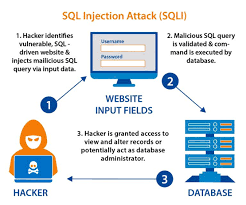 SQL Injection Attack (SQLI)
1. Hacker identifies
vulnerable, SQL -
driven website &
injects malicious SQL
query via input data.
Username
Password
2. Malicious SQL query
is validated & com-
mand is executed by
database.
1
WEBSITE
INPUT FIELDS
2
3. Hacker is granted access to
view and alter records or
potentially act as database
administrator.
3
HACKER
DATABASE